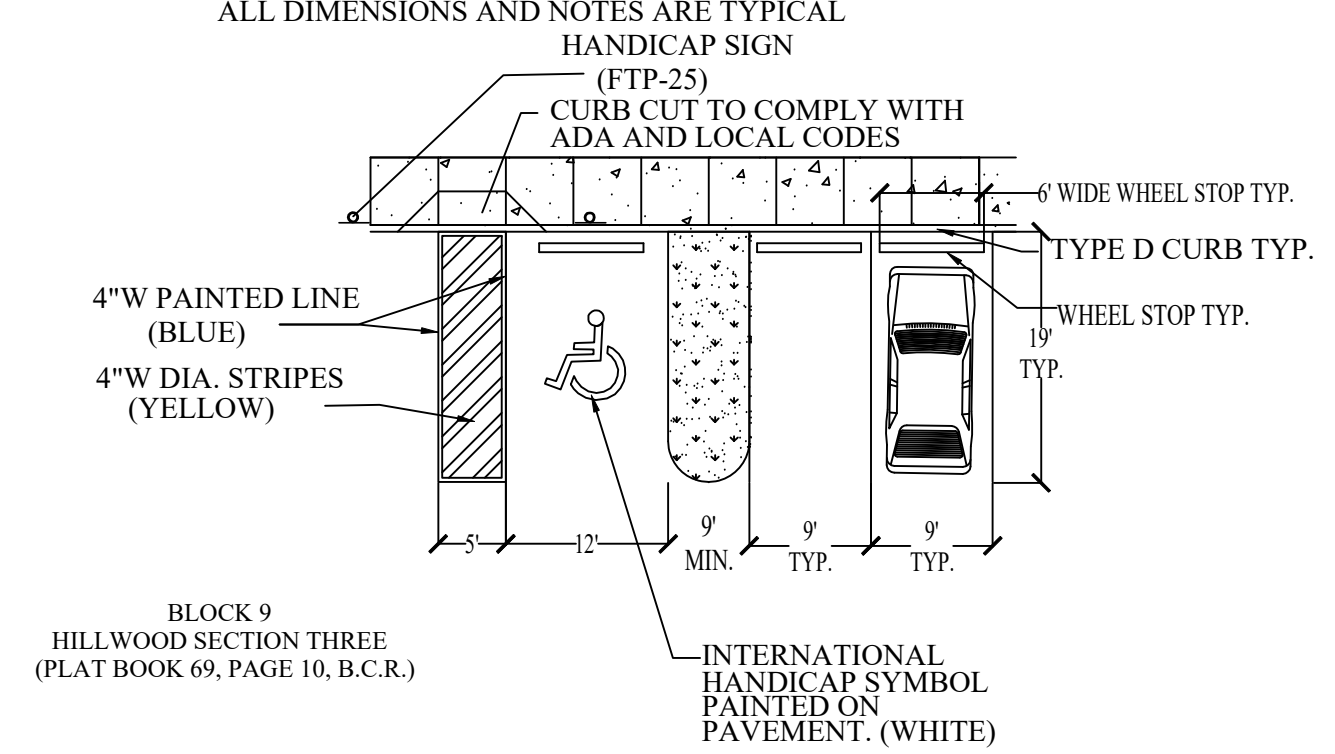 ALL DIMENSIONS AND NOTES ARE TYPICAL
HANDICAP SIGN
(FTP-25)
CURB CUT TO COMPLY WITH
ADA AND LOCAL CODES
6' WIDE WHEEL STOP TYP.
TYPE D CURB TYP.
WHEEL STOP TYP.
19'
TYP.
4"W PAINTED LINE
(BLUE)
4"W DIA. STRIPES
(YELLOW)
5'
12'
9'
MIN.
9'
TYP.
9'
TYP.
BLOCK 9
HILLWOOD SECTION THREE
(PLAT BOOK 69, PAGE 10, B.C.R.)
INTERNATIONAL
HANDICAP SYMBOL
PAINTED ON
PAVEMENT. (WHITE)